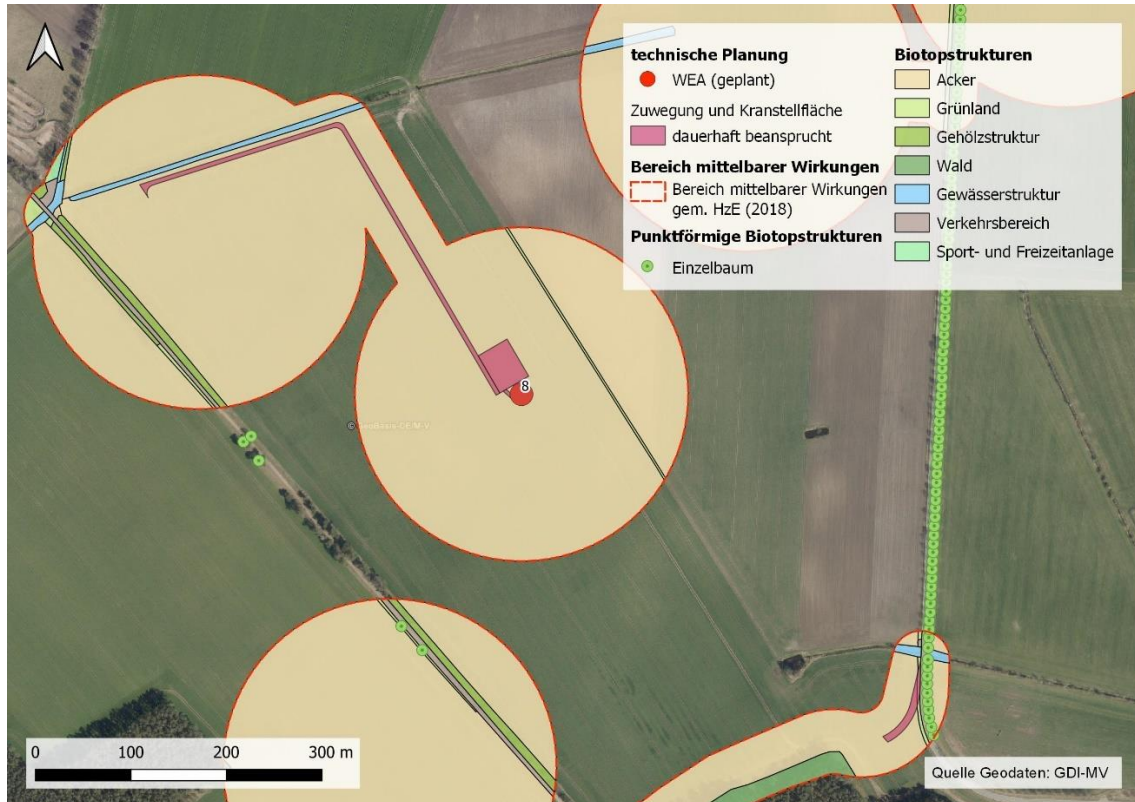 technische Planung
WEA (geplant)
Zuwegung und Kranstellfläche
dauerhaft beansprucht
Bereich mittelbarer Wirkungen
Bereich mittelbarer Wirkungen
gem. HzE (2018)
Punktförmige Biotopstrukturen
Einzelbaum
Biotopstrukturen
Acker
Grünland
Gehölzstruktur
Wald
Gewässerstruktur
Verkehrsbereich
Sport- und Freizeitanlage
8
© GeoBasis-DE/M-V
0 100 200 300 m
Quelle Geodaten: GDI-MV